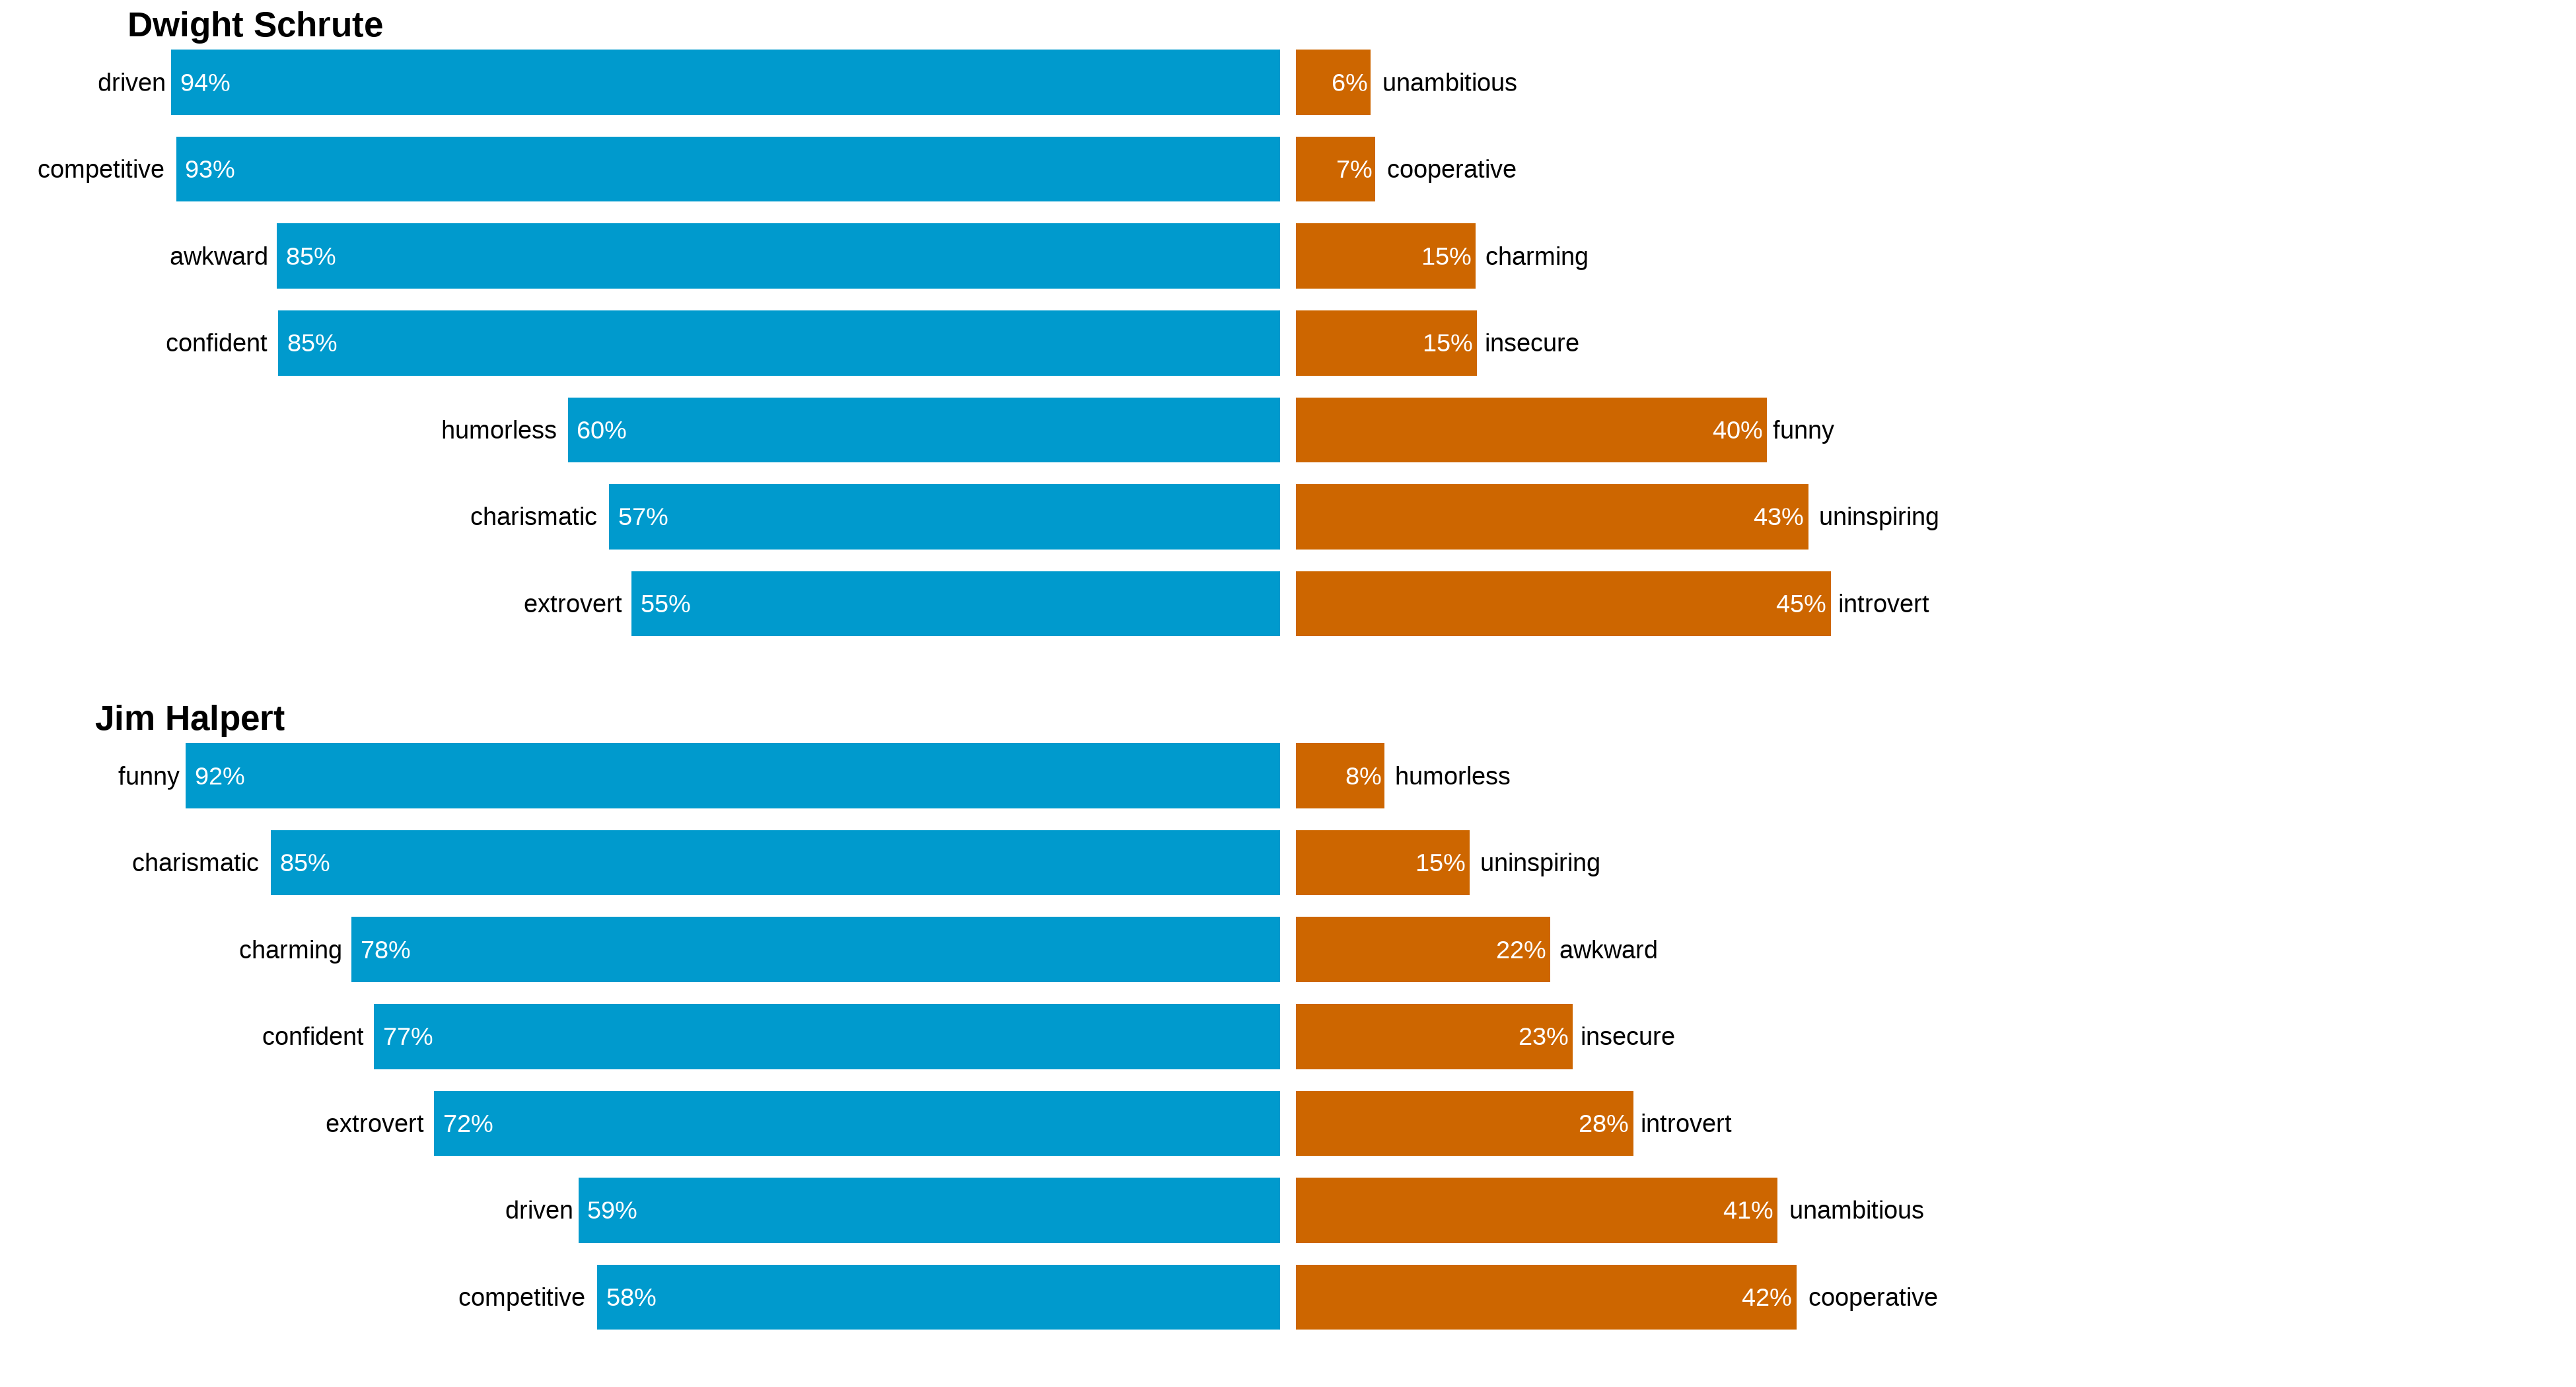 Dwight Schrute
driven 94% 6% unambitious
competitive 93% 7% cooperative
awkward 85% 15% charming
confident 85% 15% insecure
humorless 60% 40% funny
charismatic 57% 43% uninspiring
extrovert 55% 45% introvert
Jim Halpert
funny 92% 8% humorless
charismatic 85% 15% uninspiring
charming 78% 22% awkward
confident 77% 23% insecure
extrovert 72% 28% introvert
driven 59% 41% unambitious
competitive 58% 42% cooperative